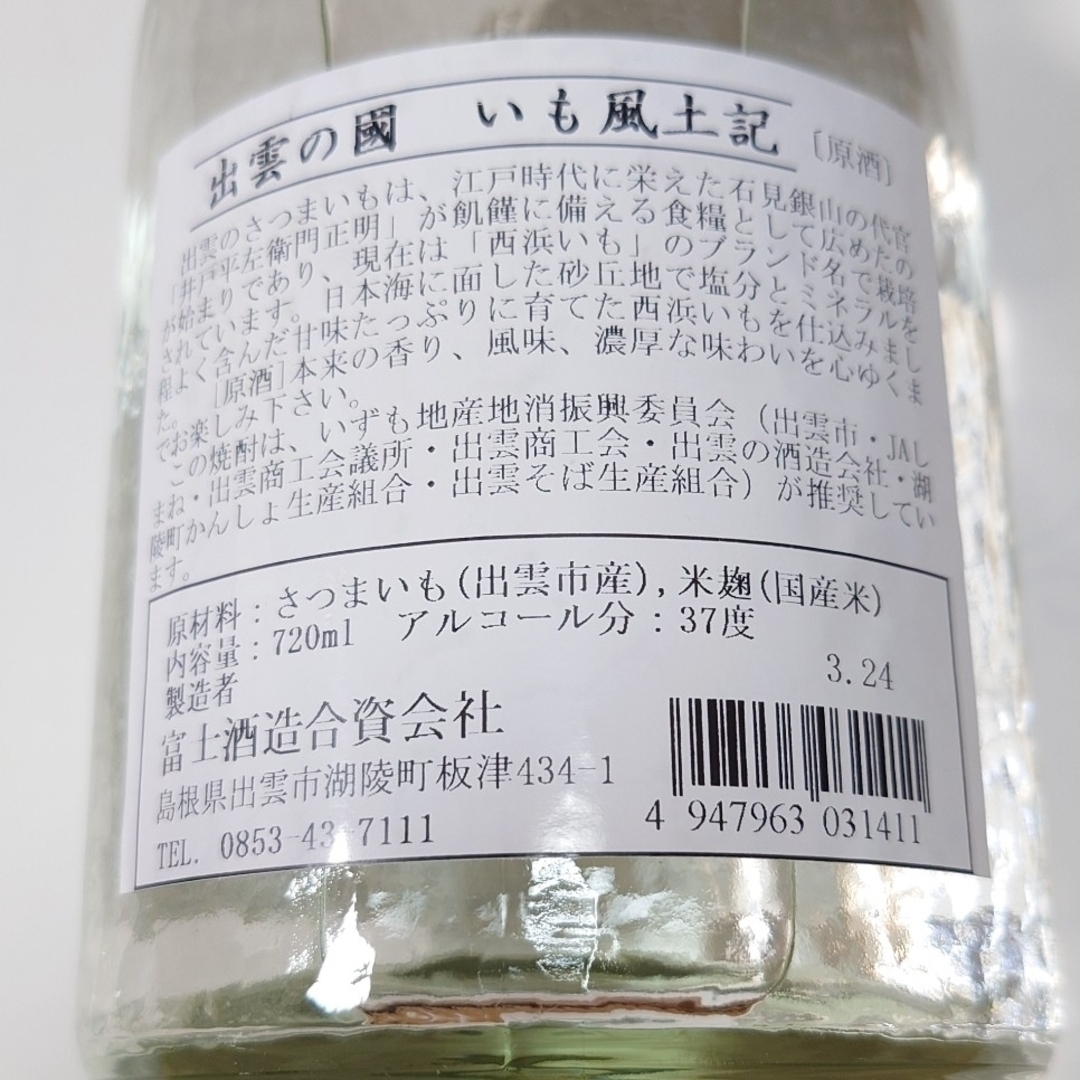 出雲の國　いも風土記　〔原酒〕
出雲のさつまいもは、江戸時代に栄えた石見銀山の代官
「井戸平左衛門正明」が飢饉に備える食糧として広めたの
が始まりであり、現在は「西浜いも」のブランド名で栽培
されています。日本海に面した砂丘地で塩分とミネラルを
程よく含んだ甘味たっぷりに育てた西浜いもを仕込みまし
た。［原酒］本来の香り、風味、濃厚な味わいを心ゆくま
でお楽しみ下さい。
この焼酎は、いずも地産地消振興委員会（出雲市・JAし
まね・出雲商工会議所・出雲商工会・出雲の酒造会社・湖
陵町かんしょ生産組合・出雲そば生産組合）が推奨してい
ます。
原材料：さつまいも(出雲市産),米麹(国産米)
内容量：720ml　アルコール分：37度
製造者
3.24
富士酒造合資会社
島根県出雲市湖陵町板津434-1
TEL. 0853-43-7111
4 947963 031411